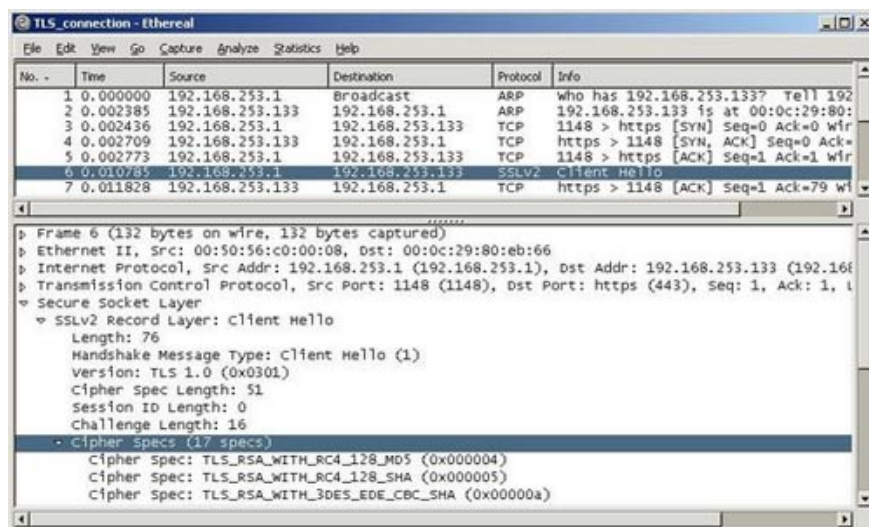 TLS_connection - Ethereal
File Edit View Go Capture Analyze Statistics Help
No. - Time Source Destination Protocol Info
1 0.000000 192.168.253.1 Broadcast ARP Who has 192.168.253.133? Tell 192
2 0.002385 192.168.253.133 192.168.253.1 ARP 192.168.253.133 is at 00:0c:29:80:
3 0.002436 192.168.253.1 192.168.253.133 TCP 1148 > https [SYN] Seq=0 Ack=0 Win
4 0.002709 192.168.253.133 192.168.253.1 TCP https > 1148 [SYN, ACK] Seq=0 Ack=
5 0.002773 192.168.253.1 192.168.253.133 TCP 1148 > https [ACK] Seq=1 Ack=1 Win
6 0.010785 192.168.253.1 192.168.253.133 SSLv2 Client Hello
7 0.011828 192.168.253.133 192.168.253.1 TCP https > 1148 [ACK] Seq=1 Ack=79 Wi
Frame 6 (132 bytes on wire, 132 bytes captured)
Ethernet II, Src: 00:50:56:c0:00:08, Dst: 00:0c:29:80:eb:66
Internet Protocol, Src Addr: 192.168.253.1 (192.168.253.1), Dst Addr: 192.168.253.133 (192.168
Transmission Control Protocol, Src Port: 1148 (1148), Dst Port: https (443), Seq: 1, Ack: 1, L
Secure Socket Layer
SSLv2 Record Layer: Client Hello
Length: 76
Handshake Message Type: Client Hello (1)
Version: TLS 1.0 (0x0301)
Cipher Spec Length: 51
Session ID Length: 0
Challenge Length: 16
Cipher Specs (17 specs)
Cipher Spec: TLS_RSA_WITH_RC4_128_MD5 (0x000004)
Cipher Spec: TLS_RSA_WITH_RC4_128_SHA (0x000005)
Cipher Spec: TLS_RSA_WITH_3DES_EDE_CBC_SHA (0x00000a)